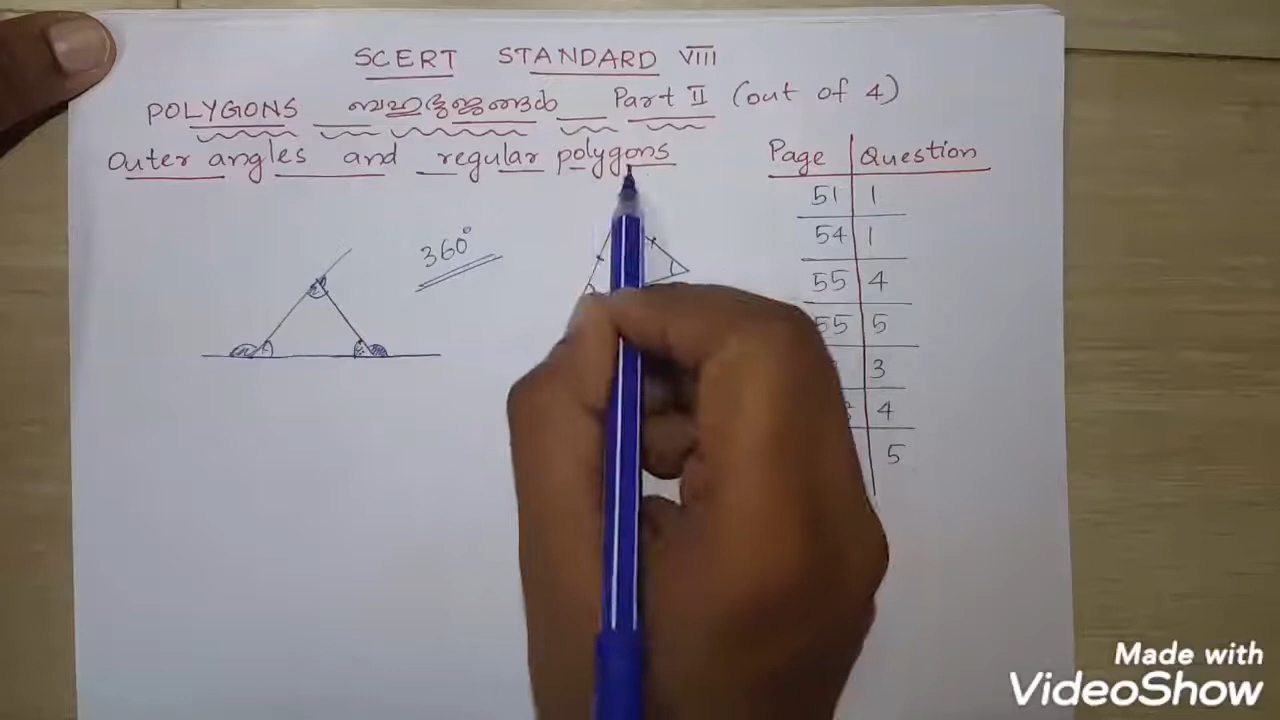 SCERT STANDARD VIII
POLYGONS ബഹുഭുജങ്ങൾ Part II (out of 4)
Outer angles and regular polygons
Page Question
51 1
54 1
55 4
55 5
3
4
5
360°
Made with
VideoShow